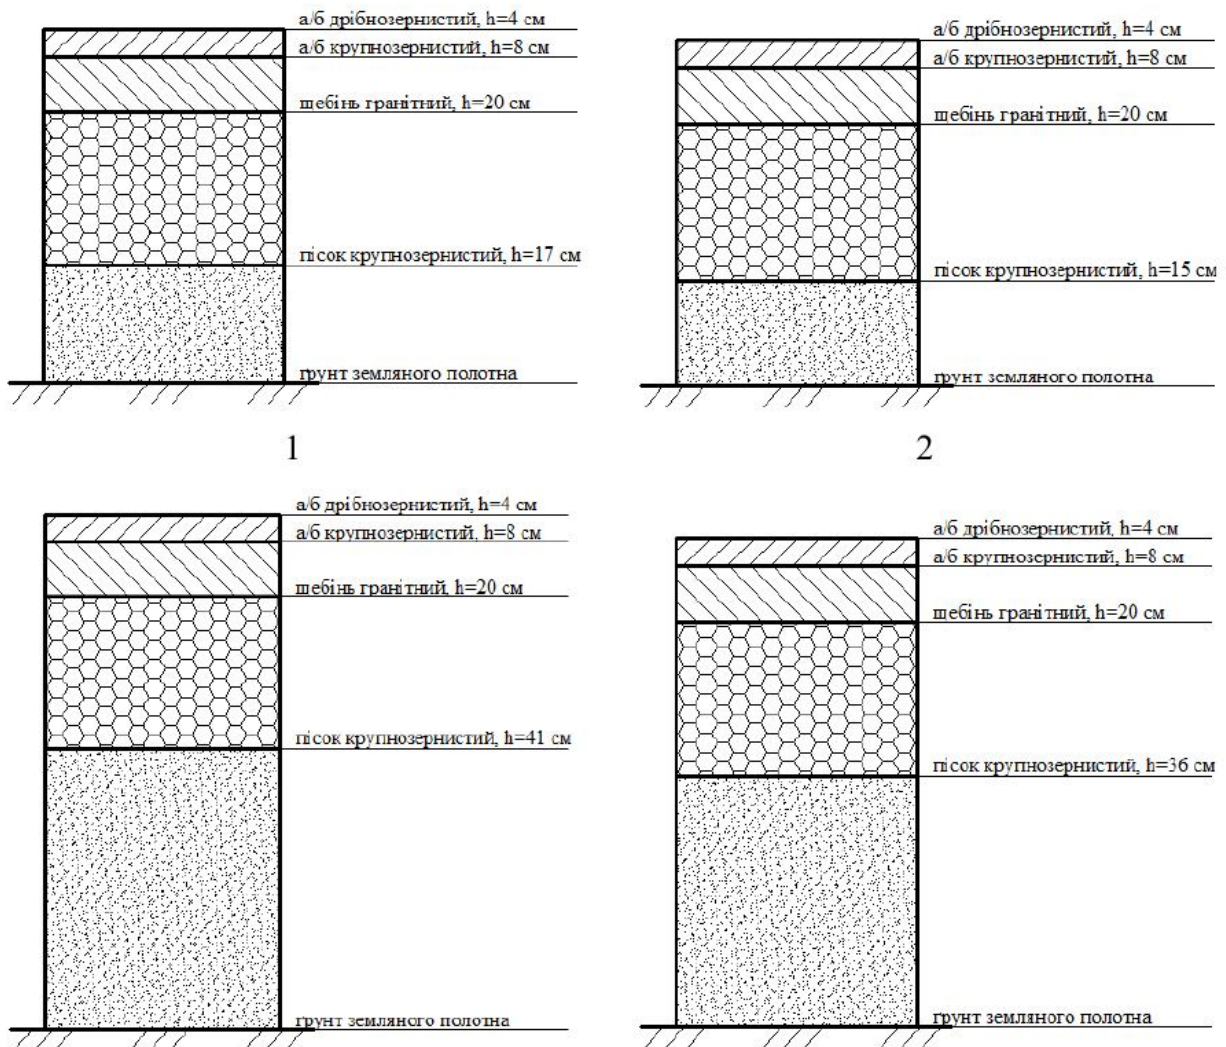 а/б дрібнозернистий, h=4 см
а/б крупнозернистий, h=8 см
щебінь гранітний, h=20 см
пісок крупнозернистий, h=17 см
ґрунт земляного полотна
1
а/б дрібнозернистий, h=4 см
а/б крупнозернистий, h=8 см
щебінь гранітний, h=20 см
пісок крупнозернистий, h=15 см
ґрунт земляного полотна
2
а/б дрібнозернистий, h=4 см
а/б крупнозернистий, h=8 см
щебінь гранітний, h=20 см
пісок крупнозернистий, h=41 см
ґрунт земляного полотна
а/б дрібнозернистий, h=4 см
а/б крупнозернистий, h=8 см
щебінь гранітний, h=20 см
пісок крупнозернистий, h=36 см
ґрунт земляного полотна